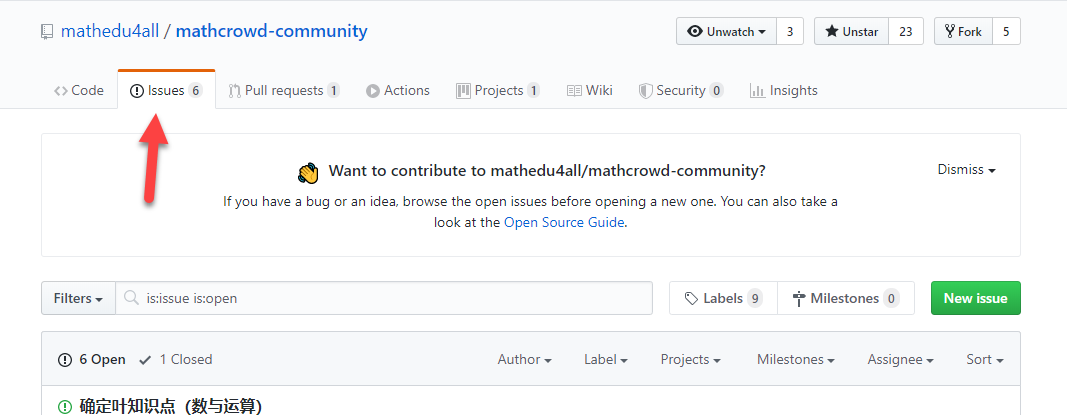 mathedu4all / mathcrowd-community
Unwatch 3 Unstar 23 Fork 5
Code Issues 6 Pull requests 1 Actions Projects 1 Wiki Security 0 Insights
Want to contribute to mathedu4all/mathcrowd-community?
Dismiss
If you have a bug or an idea, browse the open issues before opening a new one. You can also take a
look at the Open Source Guide.
Filters is:issue is:open Labels 9 Milestones 0 New issue
6 Open 1 Closed Author Label Projects Milestones Assignee Sort
确定叶知识点（数与运算）